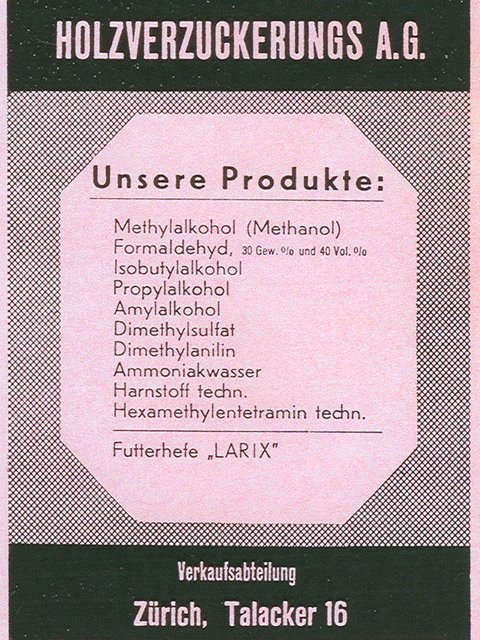 HOLZVERZUCKERUNGS A.G.
Unsere Produkte:
Methylalkohol (Methanol)
Formaldehyd, 30 Gew. % und 40 Vol. %
Isobutylalkohol
Propylalkohol
Amylalkohol
Dimethylsulfat
Dimethylanilin
Ammoniakwasser
Harnstoff techn.
Hexamethylentetramin techn.
Futterhefe „LARIX"
Verkaufsabteilung
Zürich, Talacker 16